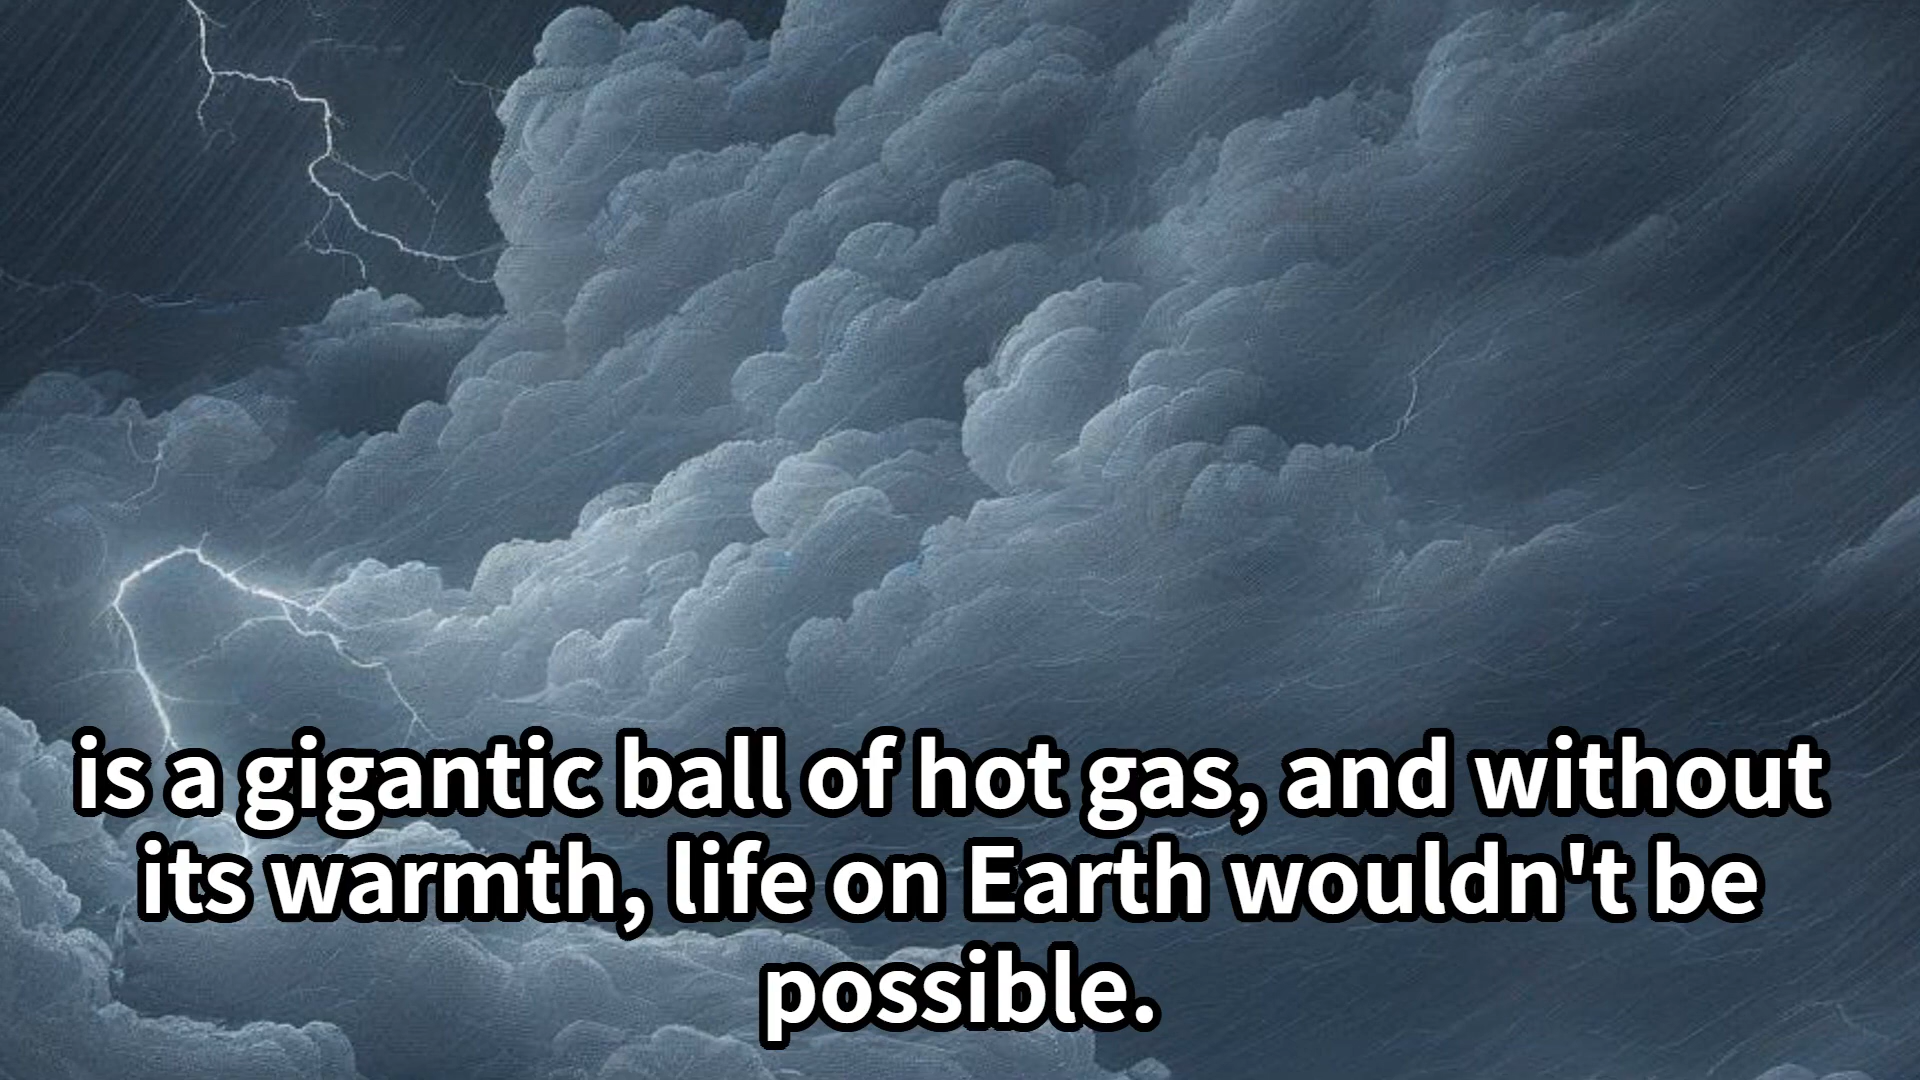 is a gigantic ball of hot gas, and without
its warmth, life on Earth wouldn't be
possible.